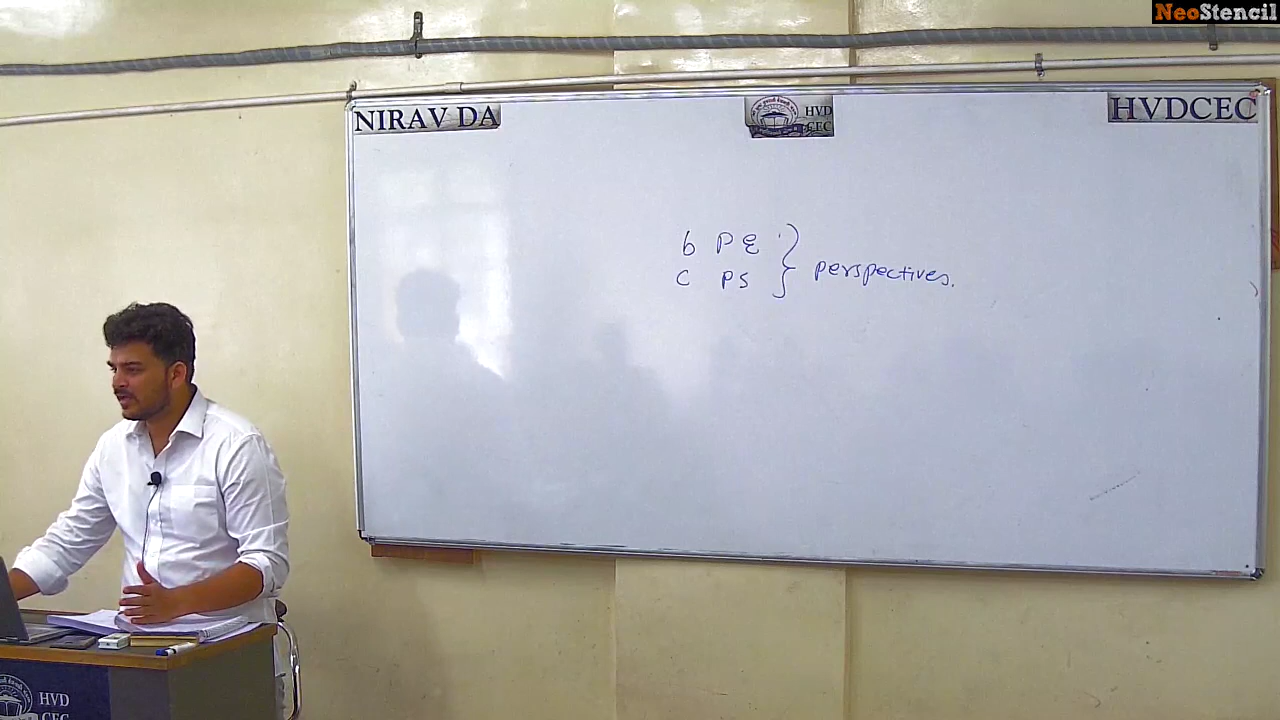 NeoStencil
NIRAV DA
HVD
CEC
HVDCEC
b PE
c PS
} perspectives.
HVD
CEC